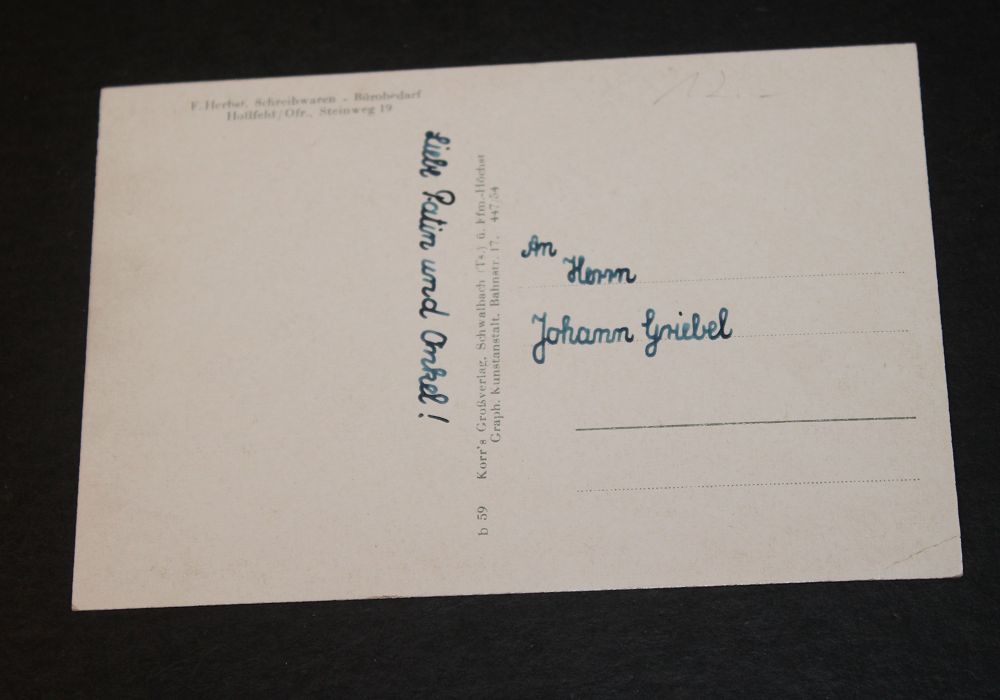 F. Herbst, Schreibwaren - Bürobedarf
Hollfeld/Ofr., Steinweg 19
Liebe Patin und Onkel!
b 59 Korr's Großverlag, Schwalbach (Ts.) ü. Ffm.-Höchst
Graph. Kunstanstalt, Bahnstr. 17. 447/54
12.-
An
Herrn
Johann Griebel